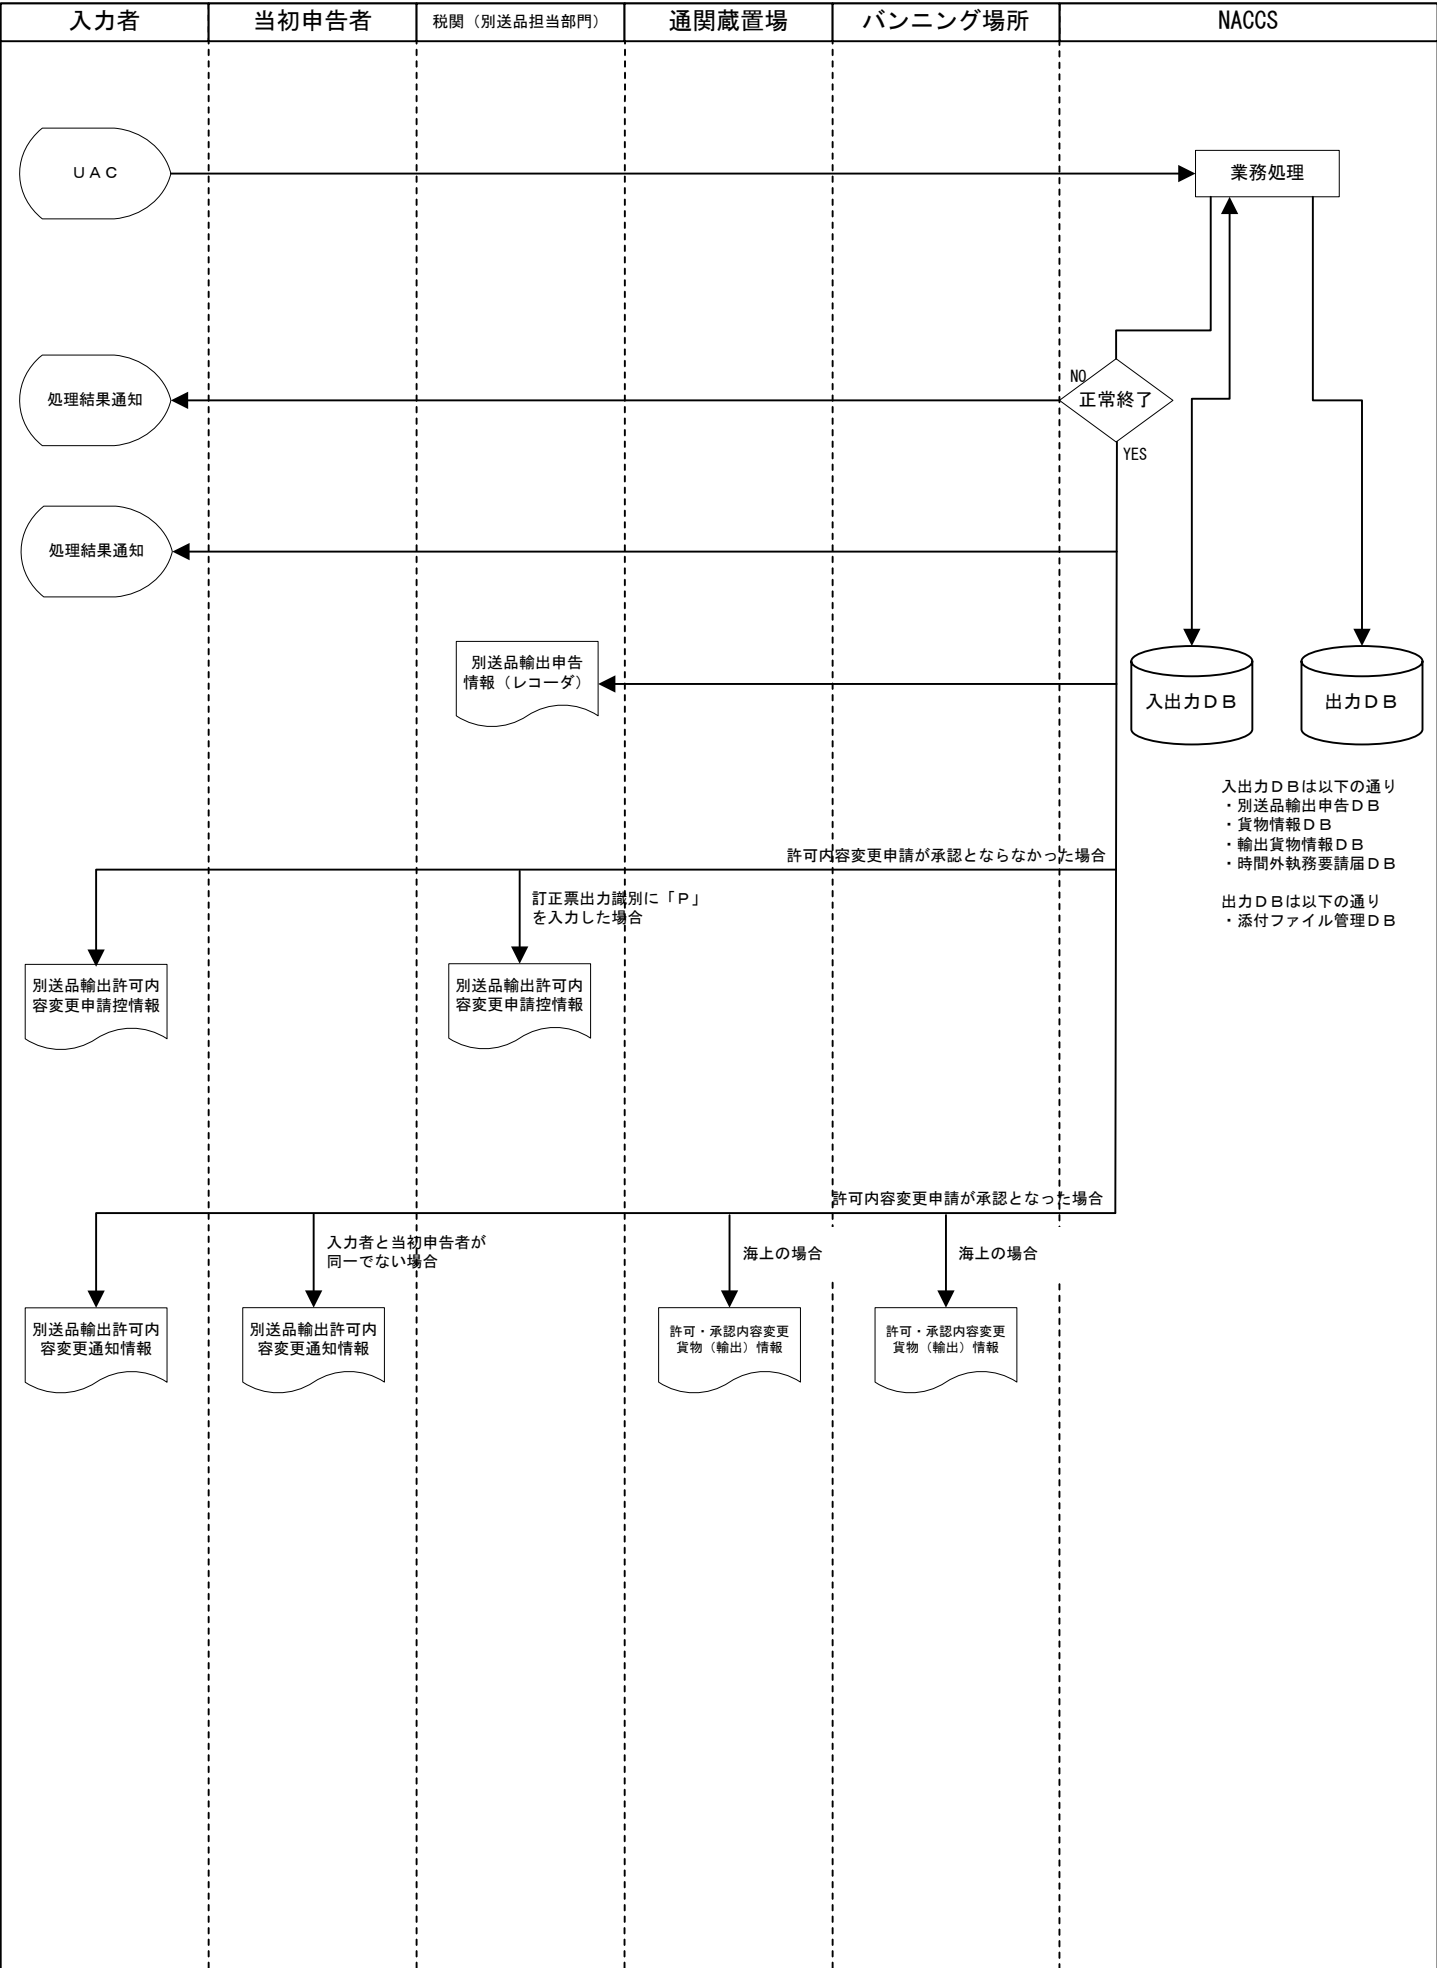 入力者
当初申告者
税関（別送品担当部門）
通関蔵置場
バンニング場所
NACCS
ＵＡＣ
業務処理
処理結果通知
NO
正常終了
YES
処理結果通知
別送品輸出申告
情報（レコーダ）
入出力ＤＢ
出力ＤＢ
入出力ＤＢは以下の通り
・別送品輸出申告ＤＢ
・貨物情報ＤＢ
・輸出貨物情報ＤＢ
・時間外執務要請届ＤＢ
出力ＤＢは以下の通り
・添付ファイル管理ＤＢ
許可内容変更申請が承認とならなかった場合
訂正票出力識別に「Ｐ」
を入力した場合
別送品輸出許可内
容変更申請控情報
別送品輸出許可内
容変更申請控情報
許可内容変更申請が承認となった場合
入力者と当初申告者が
同一でない場合
海上の場合
海上の場合
別送品輸出許可内
容変更通知情報
別送品輸出許可内
容変更通知情報
許可・承認内容変更
貨物（輸出）情報
許可・承認内容変更
貨物（輸出）情報